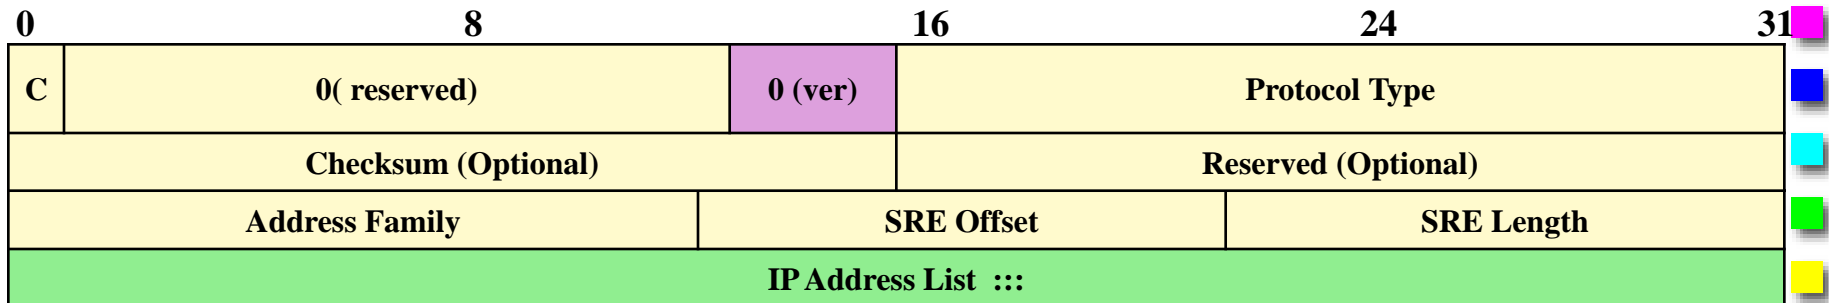 0 8 16 24 31
C 0( reserved) 0 (ver) Protocol Type
Checksum (Optional) Reserved (Optional)
Address Family SRE Offset SRE Length
IP Address List :::